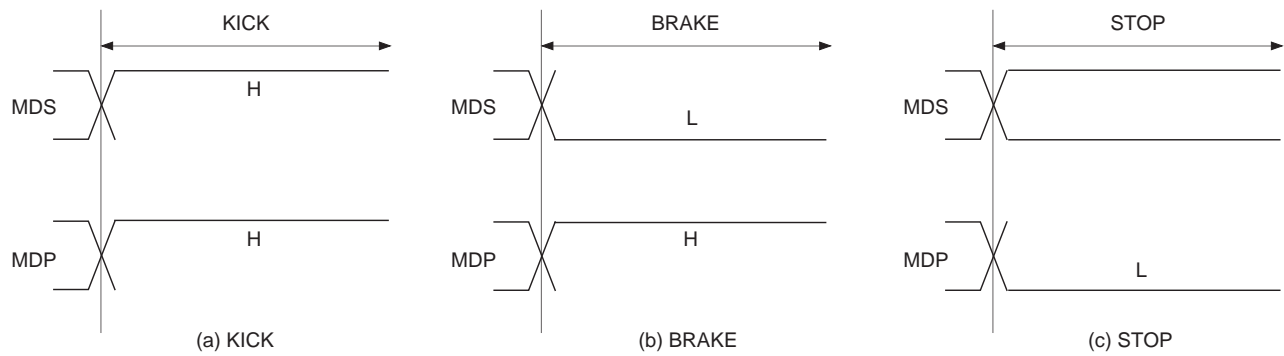 KICK
H
MDS
H
MDP
(a) KICK
BRAKE
MDS
L
H
MDP
(b) BRAKE
STOP
MDS
MDP
L
(c) STOP